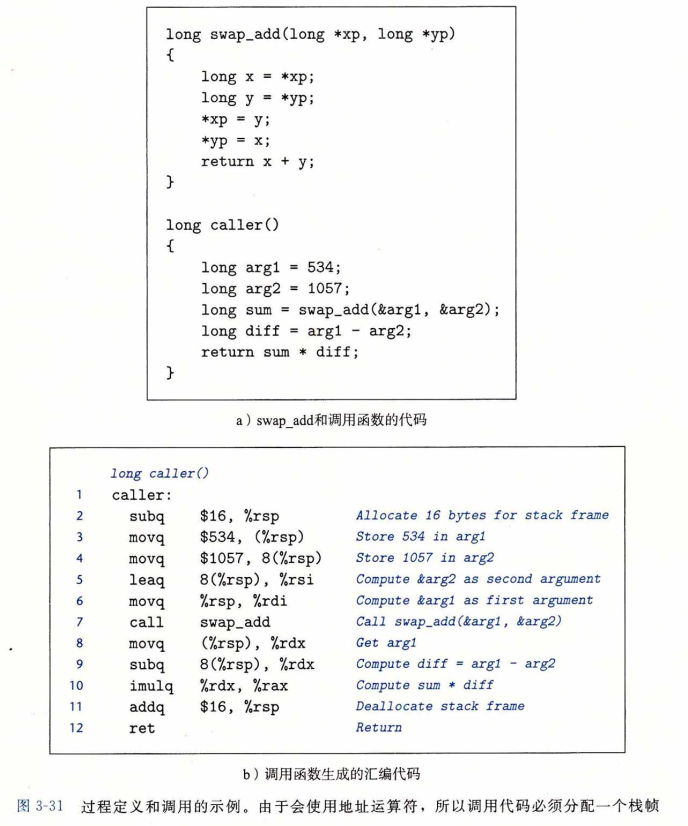 long swap_add(long *xp, long *yp)
{
    long x = *xp;
    long y = *yp;
    *xp = y;
    *yp = x;
    return x + y;
}
long caller()
{
    long arg1 = 534;
    long arg2 = 1057;
    long sum = swap_add(&arg1, &arg2);
    long diff = arg1 - arg2;
    return sum * diff;
}
a）swap_add和调用函数的代码
long caller()
1 caller:
2 subq $16, %rsp Allocate 16 bytes for stack frame
3 movq $534, (%rsp) Store 534 in arg1
4 movq $1057, 8(%rsp) Store 1057 in arg2
5 leaq 8(%rsp), %rsi Compute &arg2 as second argument
6 movq %rsp, %rdi Compute &arg1 as first argument
7 call swap_add Call swap_add(&arg1, &arg2)
8 movq (%rsp), %rdx Get arg1
9 subq 8(%rsp), %rdx Compute diff = arg1 - arg2
10 imulq %rdx, %rax Compute sum * diff
11 addq $16, %rsp Deallocate stack frame
12 ret Return
b）调用函数生成的汇编代码
图 3-31 过程定义和调用的示例。由于会使用地址运算符，所以调用代码必须分配一个栈帧